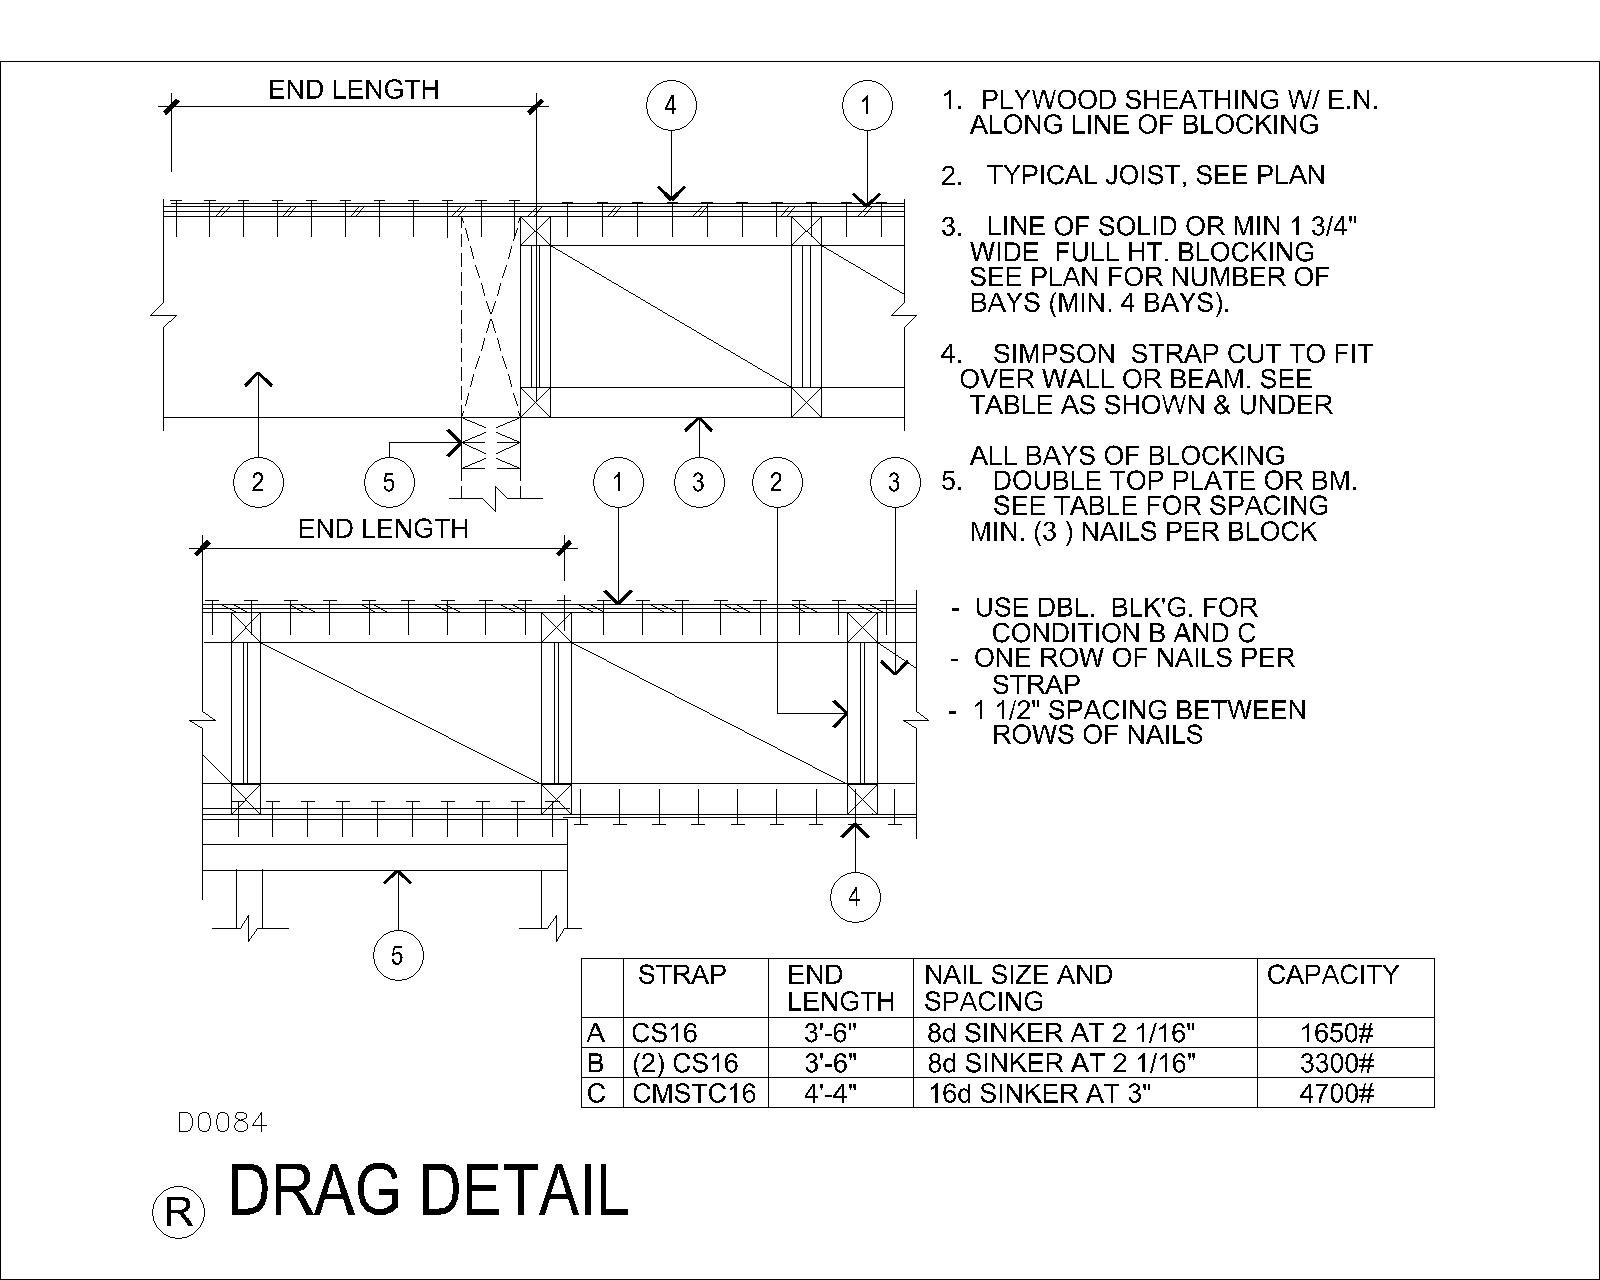 END LENGTH
4
1
1. PLYWOOD SHEATHING W/ E.N.
ALONG LINE OF BLOCKING
2. TYPICAL JOIST, SEE PLAN
3. LINE OF SOLID OR MIN 1 3/4"
WIDE FULL HT. BLOCKING
SEE PLAN FOR NUMBER OF
BAYS (MIN. 4 BAYS).
4. SIMPSON STRAP CUT TO FIT
OVER WALL OR BEAM. SEE
TABLE AS SHOWN & UNDER
ALL BAYS OF BLOCKING
5. DOUBLE TOP PLATE OR BM.
SEE TABLE FOR SPACING
MIN. (3 ) NAILS PER BLOCK
- USE DBL. BLK'G. FOR
CONDITION B AND C
- ONE ROW OF NAILS PER
STRAP
- 1 1/2" SPACING BETWEEN
ROWS OF NAILS
2
5
1
3
2
3
END LENGTH
4
5
STRAP
END
LENGTH
NAIL SIZE AND
SPACING
CAPACITY
A CS16 3'-6" 8d SINKER AT 2 1/16" 1650#
B (2) CS16 3'-6" 8d SINKER AT 2 1/16" 3300#
C CMSTC16 4'-4" 16d SINKER AT 3" 4700#
D0084
R DRAG DETAIL